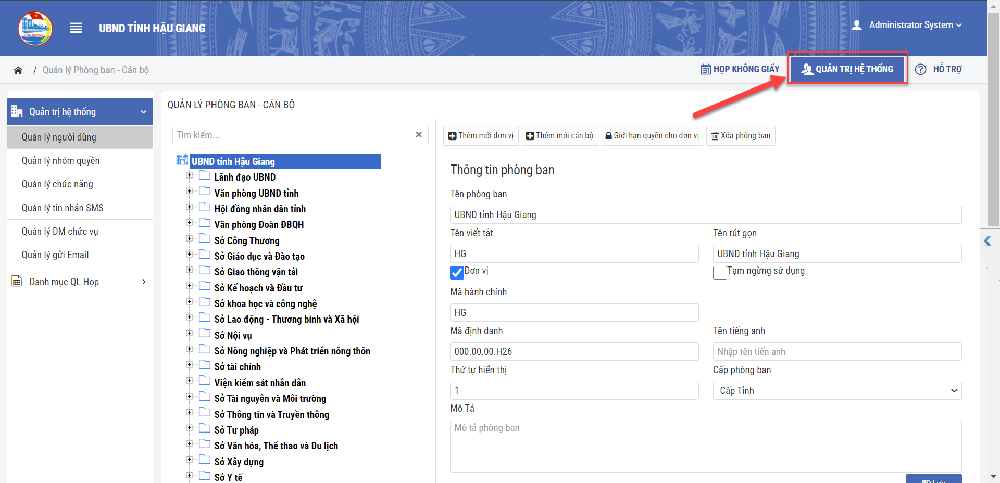 UBND TỈNH HẬU GIANG
Administrator System
/ Quản lý Phòng ban - Cán bộ
HỌP KHÔNG GIẤY
QUẢN TRỊ HỆ THỐNG
HỖ TRỢ
Quản trị hệ thống
Quản lý người dùng
Quản lý nhóm quyền
Quản lý chức năng
Quản lý tin nhắn SMS
Quản lý DM chức vụ
Quản lý gửi Email
Danh mục QL Họp
QUẢN LÝ PHÒNG BAN - CÁN BỘ
Tìm kiếm...
UBND tỉnh Hậu Giang
Lãnh đạo UBND
Văn phòng UBND tỉnh
Hội đồng nhân dân tỉnh
Văn phòng Đoàn ĐBQH
Sở Công Thương
Sở Giáo dục và Đào tạo
Sở Giao thông vận tải
Sở Kế hoạch và Đầu tư
Sở khoa học và công nghệ
Sở Lao động - Thương binh và Xã hội
Sở Nội vụ
Sở Nông nghiệp và Phát triển nông thôn
Sở tài chính
Viện kiểm sát nhân dân
Sở Tài nguyên và Môi trường
Sở Thông tin và Truyền thông
Sở Tư pháp
Sở Văn hóa, Thể thao và Du lịch
Sở Xây dựng
Sở Y tế
Thêm mới đơn vị
Thêm mới cán bộ
Giới hạn quyền cho đơn vị
Xóa phòng ban
Thông tin phòng ban
Tên phòng ban
UBND tỉnh Hậu Giang
Tên viết tắt
HG
Tên rút gọn
UBND tỉnh Hậu Giang
Đơn vị
Tạm ngừng sử dụng
Mã hành chính
HG
Mã định danh
000.00.00.H26
Tên tiếng anh
Nhập tên tiến anh
Thứ tự hiển thị
1
Cấp phòng ban
Cấp Tỉnh
Mô Tả
Mô tả phòng ban